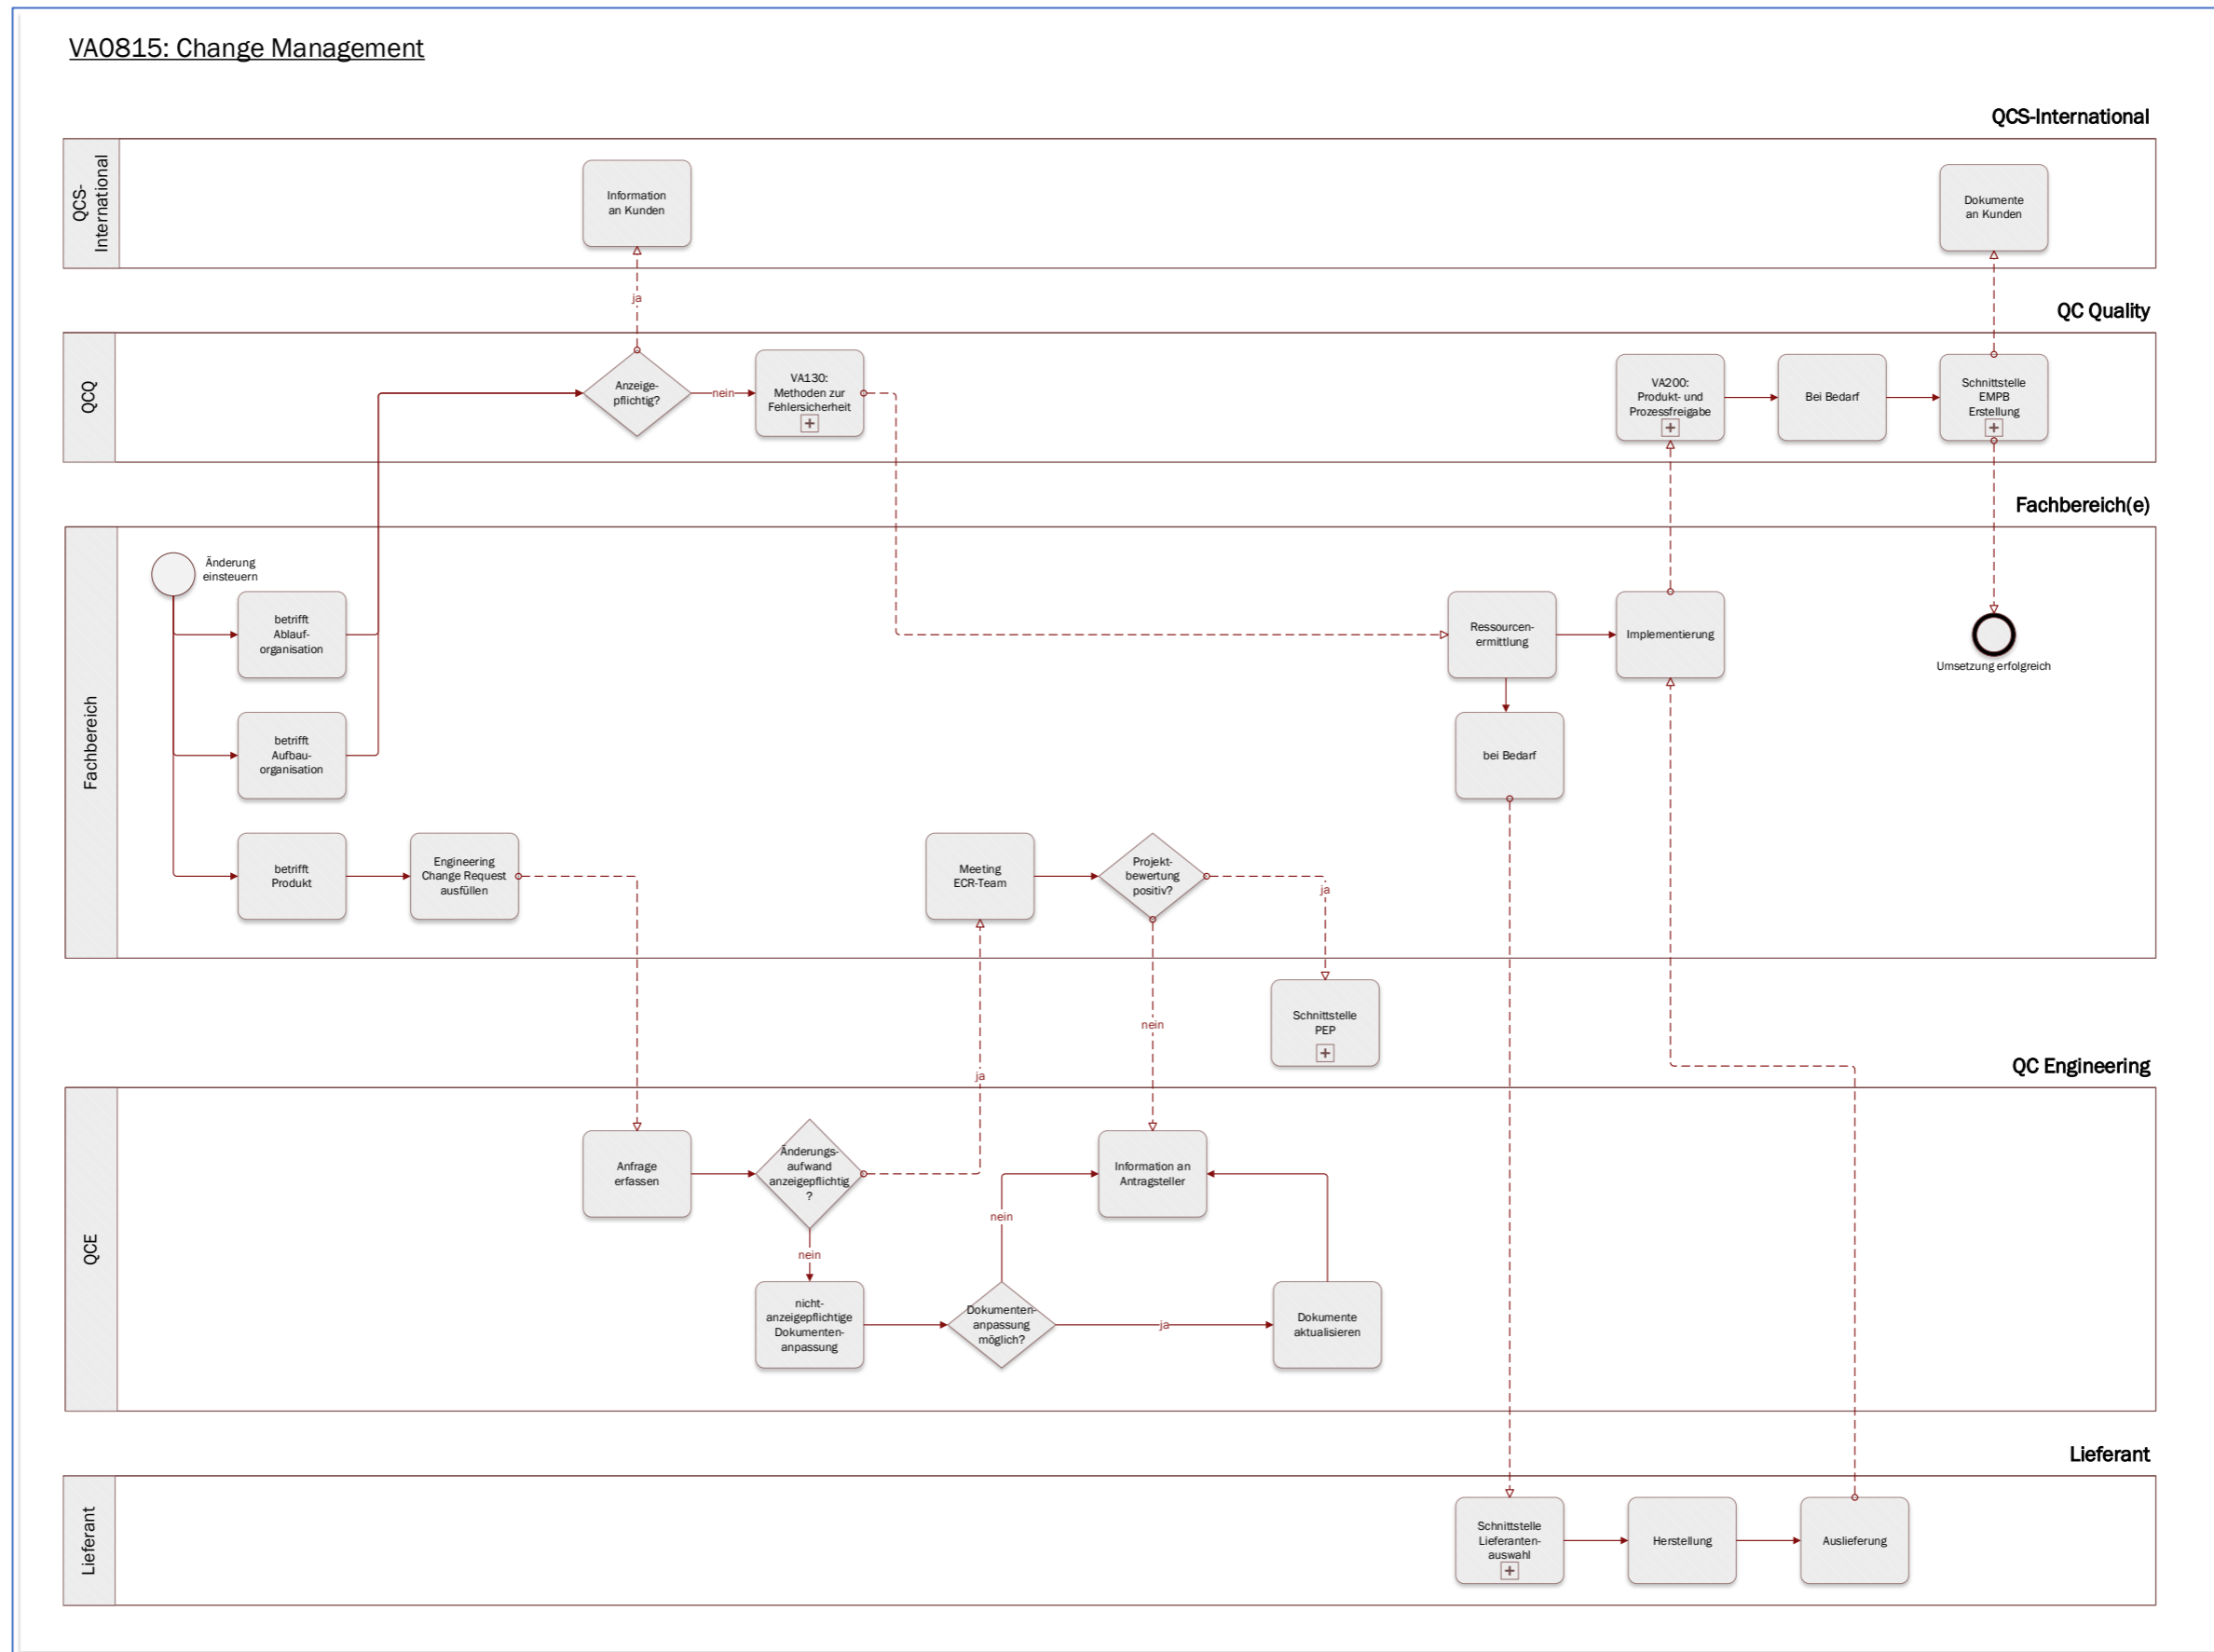 VA0815: Change Management
QCS-International
QCS-
International
Information
an Kunden
Dokumente
an Kunden
ja
QC Quality
QCQ
Anzeige-
pflichtig?
nein
VA130:
Methoden zur
Fehlersicherheit
VA200:
Produkt- und
Prozessfreigabe
Bei Bedarf
Schnittstelle
EMPB
Erstellung
Fachbereich(e)
Fachbereich
Änderung
einsteuern
betrifft
Ablauf-
organisation
Ressourcen-
ermittlung
Implementierung
Umsetzung erfolgreich
betrifft
Aufbau-
organisation
bei Bedarf
betrifft
Produkt
Engineering
Change Request
ausfüllen
Meeting
ECR-Team
Projekt-
bewertung
positiv?
ja
nein
Schnittstelle
PEP
ja
QC Engineering
QCE
Anfrage
erfassen
Änderungs-
aufwand
anzeigepflichtig
?
Information an
Antragsteller
nein
nein
nicht-
anzeigepflichtige
Dokumenten-
anpassung
Dokumenten-
anpassung
möglich?
ja
Dokumente
aktualisieren
Lieferant
Lieferant
Schnittstelle
Lieferanten-
auswahl
Herstellung
Auslieferung